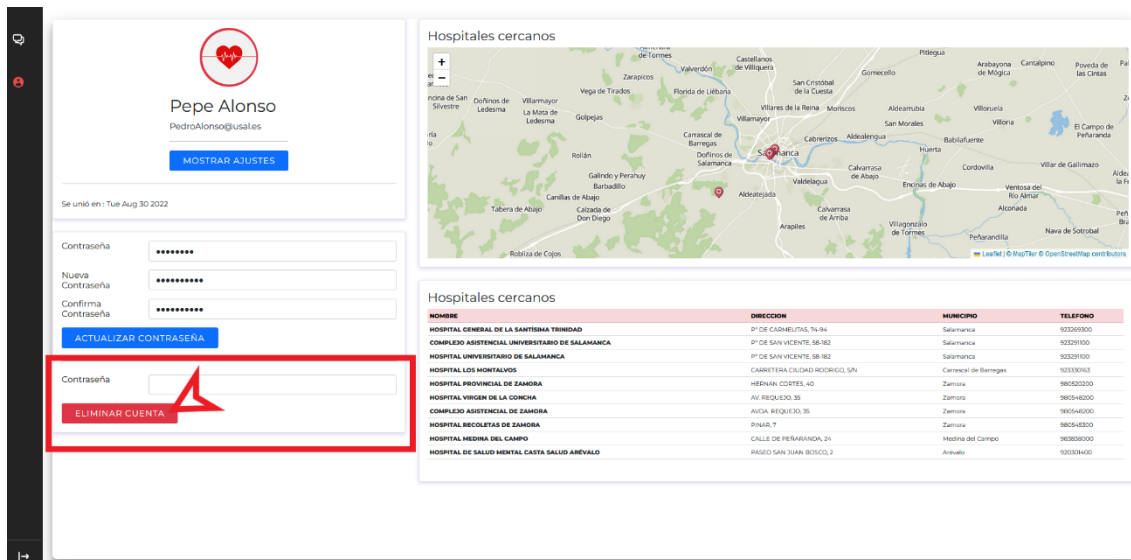 Pepe Alonso
PedroAlonso@usal.es
MOSTRAR AJUSTES
Se unió en : Tue Aug 30 2022
Contraseña
Nueva
Contraseña
Confirma
Contraseña
ACTUALIZAR CONTRASEÑA
Contraseña
ELIMINAR CUENTA
Hospitales cercanos
+
−
de Tormes
Pitiegua
Castellanos
de Villiquera
Valverdón
Zarapicos
Gomecello
Arabayona
de Mógica
Cantalpino
Poveda de
las Cintas
San Cristóbal
de la Cuesta
Vega de Tirados
Florida de Liébana
Doñinos de
Ledesma
Villarmayor
La Mata de
Ledesma
Golpejas
Villares de la Reina
Moriscos
Aldearrubia
Villoruela
Villamayor
San Morales
Villoria
El Campo de
Peñaranda
Carrascal de
Barregas
Cabrerizos
Aldealengua
Babilafuente
Huerta
Rollán
Doñinos de
Salamanca
Salamanca
Calvarrasa
de Abajo
Cordovilla
Villar de Gallimazo
Galindo y Perahuy
Barbadillo
Valdelagua
Encinas de Abajo
Ventosa del
Río Almar
Canillas de Abajo
Aldeatejada
Tabera de Abajo
Calzada de
Don Diego
Calvarrasa
de Arriba
Alconada
Arapiles
Villagonzalo
de Tormes
Nava de Sotrobal
Peñarandilla
Robliza de Cojos
Leaflet | © MapTiler © OpenStreetMap contributors
Hospitales cercanos
NOMBRE DIRECCION MUNICIPIO TELEFONO
HOSPITAL GENERAL DE LA SANTÍSIMA TRINIDAD Pº DE CARMELITAS, 74-94 Salamanca 923269300
COMPLEJO ASISTENCIAL UNIVERSITARIO DE SALAMANCA Pº DE SAN VICENTE, 58-182 Salamanca 923291100
HOSPITAL UNIVERSITARIO DE SALAMANCA Pº DE SAN VICENTE, 58-182 Salamanca 923291100
HOSPITAL LOS MONTALVOS CARRETERA CIUDAD RODRIGO, S/N Carrascal de Barregas 923330163
HOSPITAL PROVINCIAL DE ZAMORA HERNÁN CORTÉS, 40 Zamora 980520200
HOSPITAL VIRGEN DE LA CONCHA AV. REQUEJO, 35 Zamora 980548200
COMPLEJO ASISTENCIAL DE ZAMORA AVDA. REQUEJO, 35 Zamora 980548200
HOSPITAL RECOLETAS DE ZAMORA PINAR, 7 Zamora 980545300
HOSPITAL MEDINA DEL CAMPO CALLE DE PEÑARANDA, 24 Medina del Campo 983838000
HOSPITAL DE SALUD MENTAL CASTA SALUD ARÉVALO PASEO SAN JUAN BOSCO, 2 Arévalo 920301400